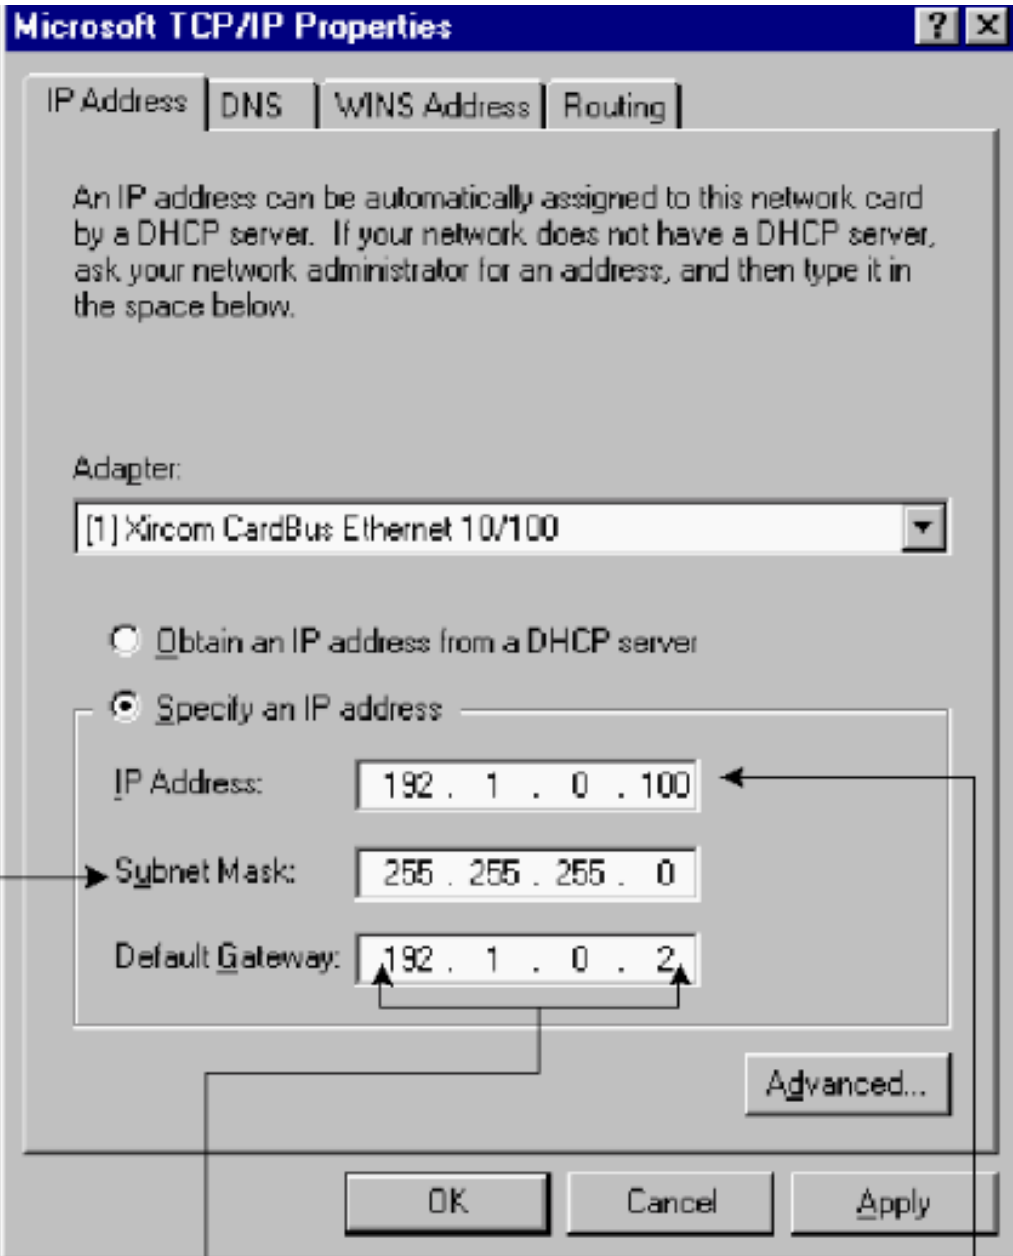 Microsoft TCP/IP Properties ? X
IP Address DNS WINS Address Routing
An IP address can be automatically assigned to this network card
by a DHCP server. If your network does not have a DHCP server,
ask your network administrator for an address, and then type it in
the space below.
Adapter:
[1] Xircom CardBus Ethernet 10/100
Obtain an IP address from a DHCP server
Specify an IP address
IP Address: 192 . 1 . 0 . 100
Subnet Mask: 255 . 255 . 255 . 0
Default Gateway: 192 . 1 . 0 . 2
Advanced...
OK Cancel Apply